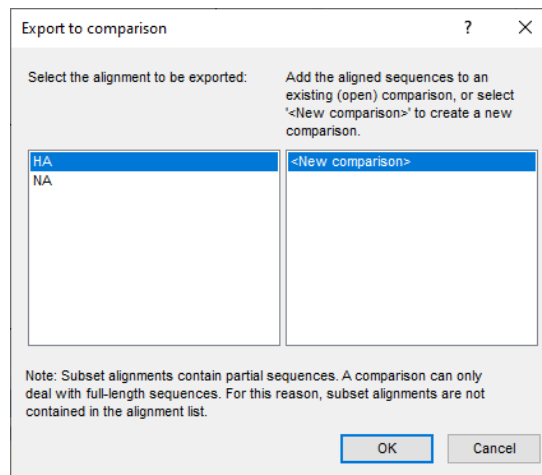 Export to comparison
? X
Select the alignment to be exported:
Add the aligned sequences to an
existing (open) comparison, or select
'<New comparison>' to create a new
comparison.
HA
NA
<New comparison>
Note: Subset alignments contain partial sequences. A comparison can only
deal with full-length sequences. For this reason, subset alignments are not
contained in the alignment list.
OK Cancel